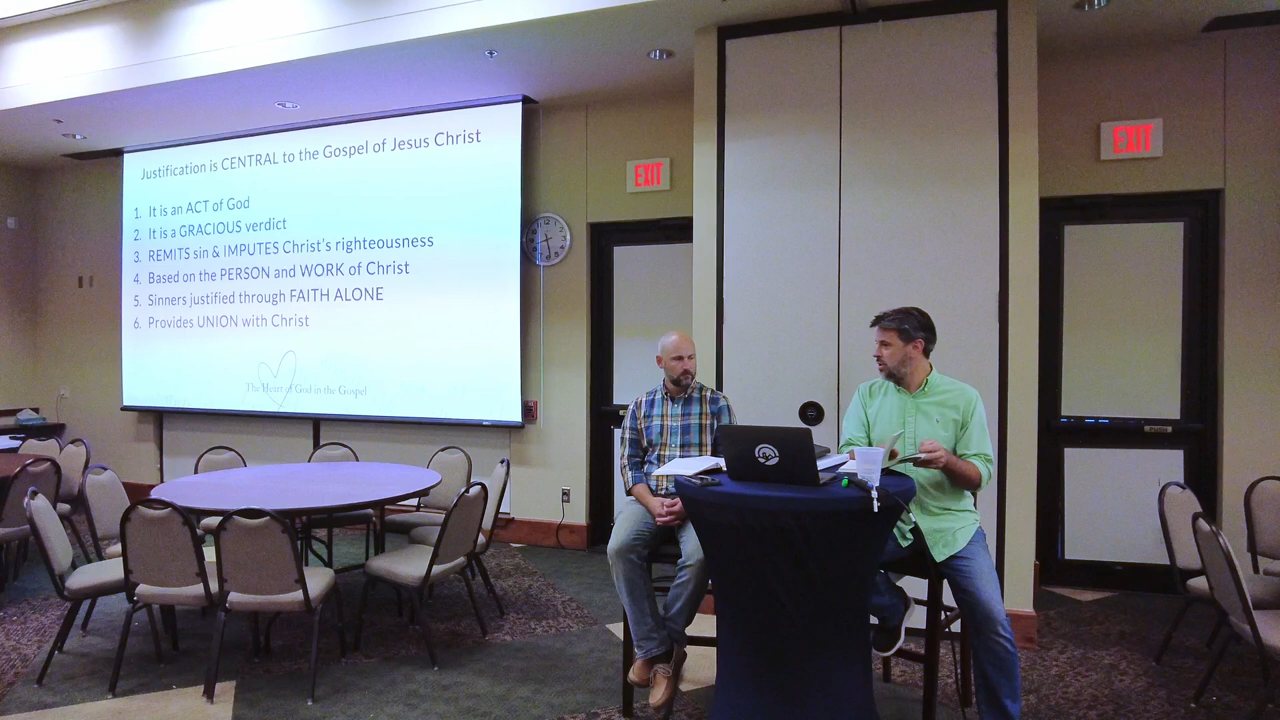 Justification is CENTRAL to the Gospel of Jesus Christ
1. It is an ACT of God
2. It is a GRACIOUS verdict
3. REMITS sin & IMPUTES Christ's righteousness
4. Based on the PERSON and WORK of Christ
5. Sinners justified through FAITH ALONE
6. Provides UNION with Christ
The Heart of God in the Gospel
EXIT
EXIT